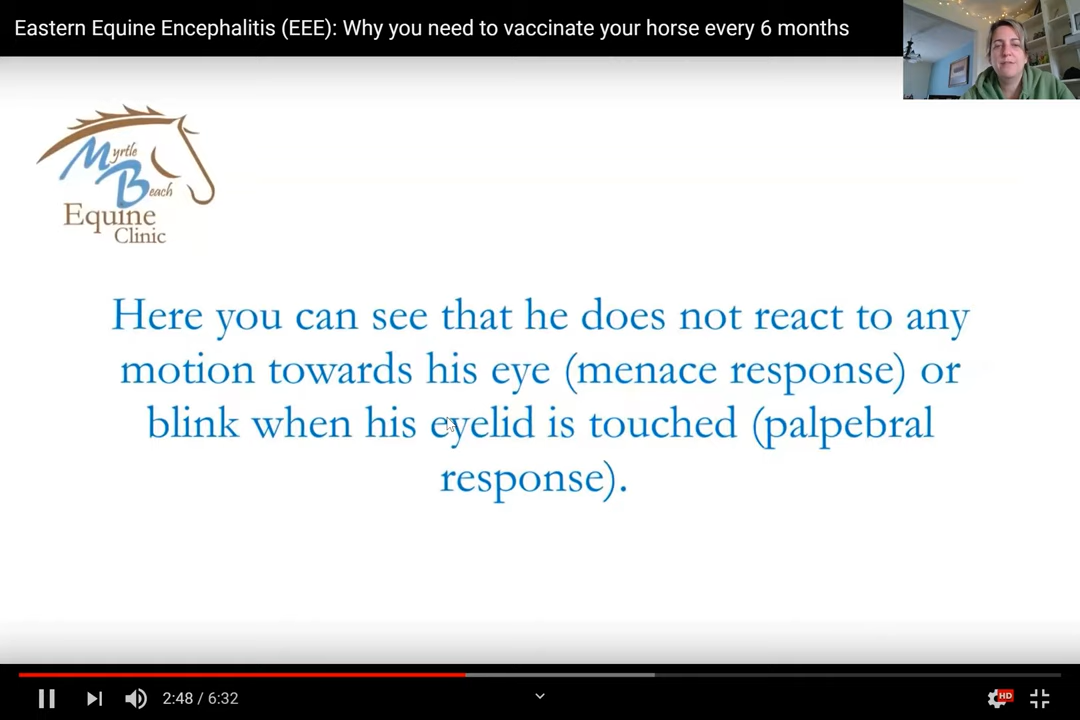 Eastern Equine Encephalitis (EEE): Why you need to vaccinate your horse every 6 months
Myrtle
Beach
Equine
Clinic
Here you can see that he does not react to any
motion towards his eye (menace response) or
blink when his eyelid is touched (palpebral
response).
2:48 / 6:32
HD